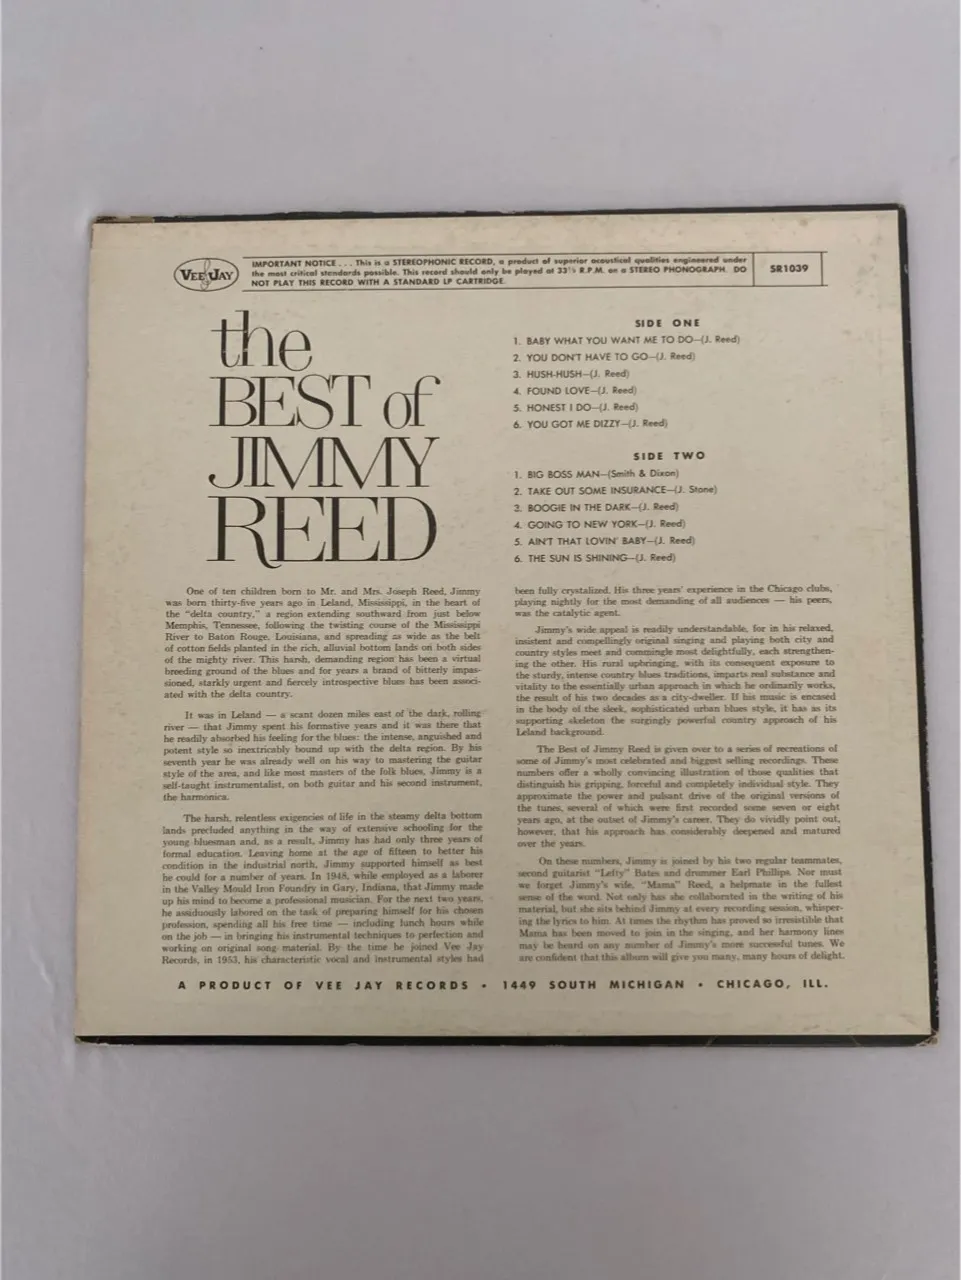 VEE JAY
IMPORTANT NOTICE . . . This is a STEREOPHONIC RECORD, a product of superior acoustical qualities engineered under
the most critical standards possible. This record should only be played at 33⅓ R.P.M. on a STEREO PHONOGRAPH. DO
NOT PLAY THIS RECORD WITH A STANDARD LP CARTRIDGE.
SR1039
the
BEST of
JIMMY
REED
SIDE ONE
1. BABY WHAT YOU WANT ME TO DO—(J. Reed)
2. YOU DON'T HAVE TO GO—(J. Reed)
3. HUSH-HUSH—(J. Reed)
4. FOUND LOVE—(J. Reed)
5. HONEST I DO—(J. Reed)
6. YOU GOT ME DIZZY—(J. Reed)
SIDE TWO
1. BIG BOSS MAN—(Smith & Dixon)
2. TAKE OUT SOME INSURANCE—(J. Stone)
3. BOOGIE IN THE DARK—(J. Reed)
4. GOING TO NEW YORK—(J. Reed)
5. AIN'T THAT LOVIN' BABY—(J. Reed)
6. THE SUN IS SHINING—(J. Reed)
One of ten children born to Mr. and Mrs. Joseph Reed, Jimmy
was born thirty-five years ago in Leland, Mississippi, in the heart of
the "delta country," a region extending southward from just below
Memphis, Tennessee, following the twisting course of the Mississippi
River to Baton Rouge, Louisiana, and spreading as wide as the belt
of cotton fields planted in the rich, alluvial bottom lands on both sides
of the mighty river. This harsh, demanding region has been a virtual
breeding ground of the blues and for years a brand of bitterly impas-
sioned, starkly urgent and fiercely introspective blues has been associ-
ated with the delta country.
It was in Leland — a scant dozen miles east of the dark, rolling
river — that Jimmy spent his formative years and it was there that
he readily absorbed his feeling for the blues: the intense, anguished and
potent style so inextricably bound up with the delta region. By his
seventh year he was already well on his way to mastering the guitar
style of the area, and like most masters of the folk blues, Jimmy is a
self-taught instrumentalist, on both guitar and his second instrument,
the harmonica.
The harsh, relentless exigencies of life in the steamy delta bottom
lands precluded anything in the way of extensive schooling for the
young bluesman and, as a result, Jimmy has had only three years of
formal education. Leaving home at the age of fifteen to better his
condition in the industrial north, Jimmy supported himself as best
he could for a number of years. In 1948, while employed as a laborer
in the Valley Mould Iron Foundry in Gary, Indiana, that Jimmy made
up his mind to become a professional musician. For the next two years,
he assiduously labored on the task of preparing himself for his chosen
profession, spending all his free time — including lunch hours while
on the job — in bringing his instrumental techniques to perfection and
working on original song material. By the time he joined Vee Jay
Records, in 1953, his characteristic vocal and instrumental styles had
been fully crystalized. His three years' experience in the Chicago clubs,
playing nightly for the most demanding of all audiences — his peers,
was the catalytic agent.
Jimmy's wide appeal is readily understandable, for in his relaxed,
insistent and compellingly original singing and playing both city and
country styles meet and commingle most delightfully, each strengthen-
ing the other. His rural upbringing, with its consequent exposure to
the sturdy, intense country blues traditions, imparts real substance and
vitality to the essentially urban approach in which he ordinarily works,
the result of his two decades as a city-dweller. If his music is encased
in the body of the sleek, sophisticated urban blues style, it has as its
supporting skeleton the surgingly powerful country approach of his
Leland background.
The Best of Jimmy Reed is given over to a series of recreations of
some of Jimmy's most celebrated and biggest selling recordings. These
numbers offer a wholly convincing illustration of those qualities that
distinguish his gripping, forceful and completely individual style. They
approximate the power and pulsant drive of the original versions of
the tunes, several of which were first recorded some seven or eight
years ago, at the outset of Jimmy's career. They do vividly point out,
however, that his approach has considerably deepened and matured
over the years.
On these numbers, Jimmy is joined by his two regular teammates,
second guitarist "Lefty" Bates and drummer Earl Phillips. Nor must
we forget Jimmy's wife, "Mama" Reed, a helpmate in the fullest
sense of the word. Not only has she collaborated in the writing of his
material, but she sits behind Jimmy at every recording session, whisper-
ing the lyrics to him. At times the rhythm has proved so irresistible that
Mama has been moved to join in the singing, and her harmony lines
may be heard on any number of Jimmy's more successful tunes. We
are confident that this album will give you many, many hours of delight.
A PRODUCT OF VEE JAY RECORDS • 1449 SOUTH MICHIGAN • CHICAGO, ILL.